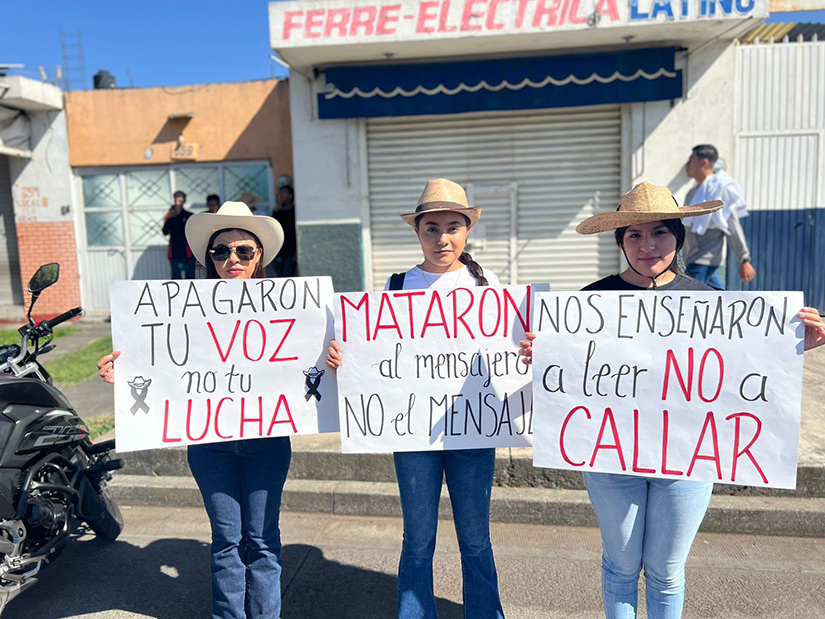 FERRE-ELECTRICA LATINO
APAGARON
TU VOZ
no tu
LUCHA
MATARON
al mensajero
NO el MENSAJE
NOS ENSEÑARON
a leer NO a
CALLAR